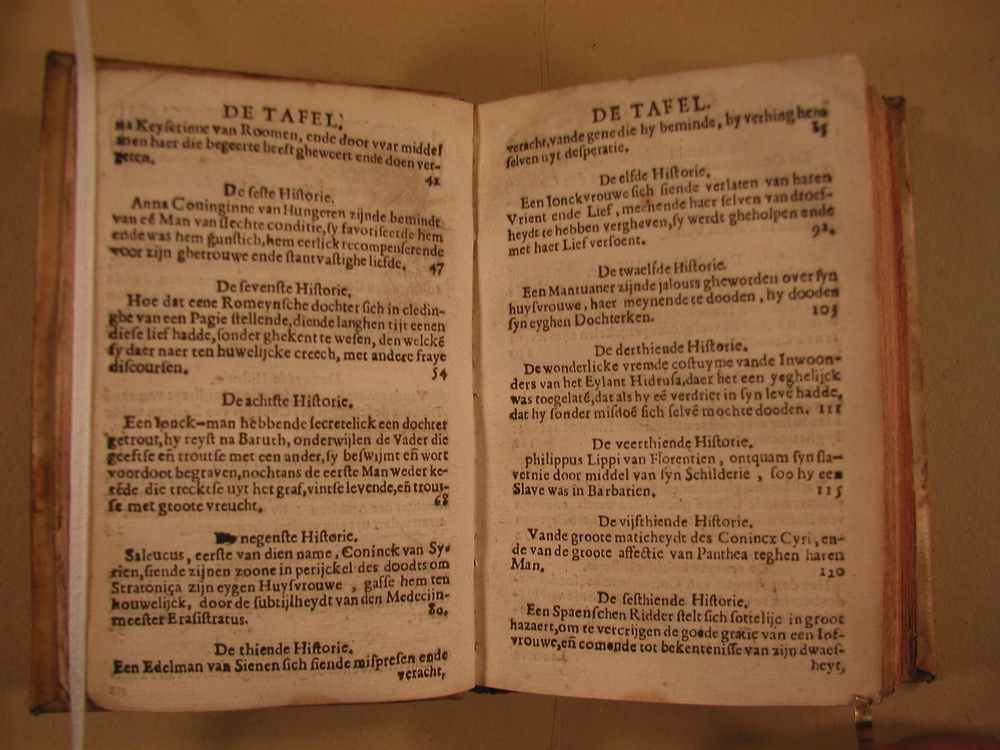 DE TAFEL.
na Keyserinne van Roomen, ende door vvar middel
men haer die begeerte heeft gheweert ende doen ver-
geten.
42
De seste Historie.
Anna Coninginne van Hungeren zijnde bemindt
van eē Man van slechte conditie, sy favoriseerde hem
ende was hem gunstich, hem eerlick recompenserende
voor zijn ghetrouwe ende stantvastighe liefde. 47
De sevenste Historie.
Hoe dat eene Romeynsche dochter sich in cledin-
ghe van een Pagie stellende, diende langhen tijt eenen
diese lief hadde, sonder ghekent te wesen, den welckē
sy daer naer ten huwelijcke creech, met andere fraye
discoursen. 54
De achtste Historie.
Een Ionck-man hebbende secretelick een dochter
getrout, hy reyst na Baruth, onderwijlen de Vader die
geeftse en troutse met een ander, sy beswijmt eñ wort
voor doot begraven, nochtans de eerste Man weder ke-
rēde die trecktse uyt het graf, vintse levende, eñ trout-
se met groote vreucht. 68
De negenste Historie.
Saleucus, eerste van dien name, Coninck van Sy-
rien, siende zijnen zoone in perijckel des doodts om
Stratonica zijn eygen Huysvrouwe, gaffe hem ten
houwelijck, door de subtijlheydt van den Medecijn-
meester Erasistratus. 80.
De thiende Historie.
Een Edelman van Sienen sich siende mispresen ende
veracht,
DE TAFEL.
veracht, vande gene die hy beminde, hy verhing hem
selven uyt desperatie. 85
De elfde Historie.
Een Ionckvrouwe sich siende verlaten van haren
Vrient ende Lief, meenende haer selven van droef-
heydt te hebben vergheven, sy werdt gheholpen ende
met haer Lief versoent. 92.
De twaelfde Historie.
Een Mantuaner zijnde jalours gheworden over syn
huysvrouwe, haer meynende te dooden, hy dooden
syn eyghen Dochterken. 103
De derthiende Historie.
De wonderlicke vremde costuyme vande Inwoon-
ders van het Eylant Hidrusa, daer het een yeghelijck
was toegelatē, dat als hy eē verdriet in syn levē hadde,
dat hy sonder misdoē sich selvē mochte dooden. 111
De veerthiende Historie.
philippus Lippi van Florentien, ontquam syn sla-
vernie door middel van syn Schilderie, soo hy een
Slave was in Barbarien. 115
De vijfthiende Historie.
Vande groote maticheydt des Conincx Cyri, en-
de van de groote affectie van Panthea teghen haren
Man. 120
De sesthiende Historie.
Een Spaenschen Ridder stelt sich sottelijc in groot
hazaert, om te vercrijgen de goede gratie van een Iof-
vrouwe, eñ comende tot bekentenisse van zijn dwaes-
heyt,